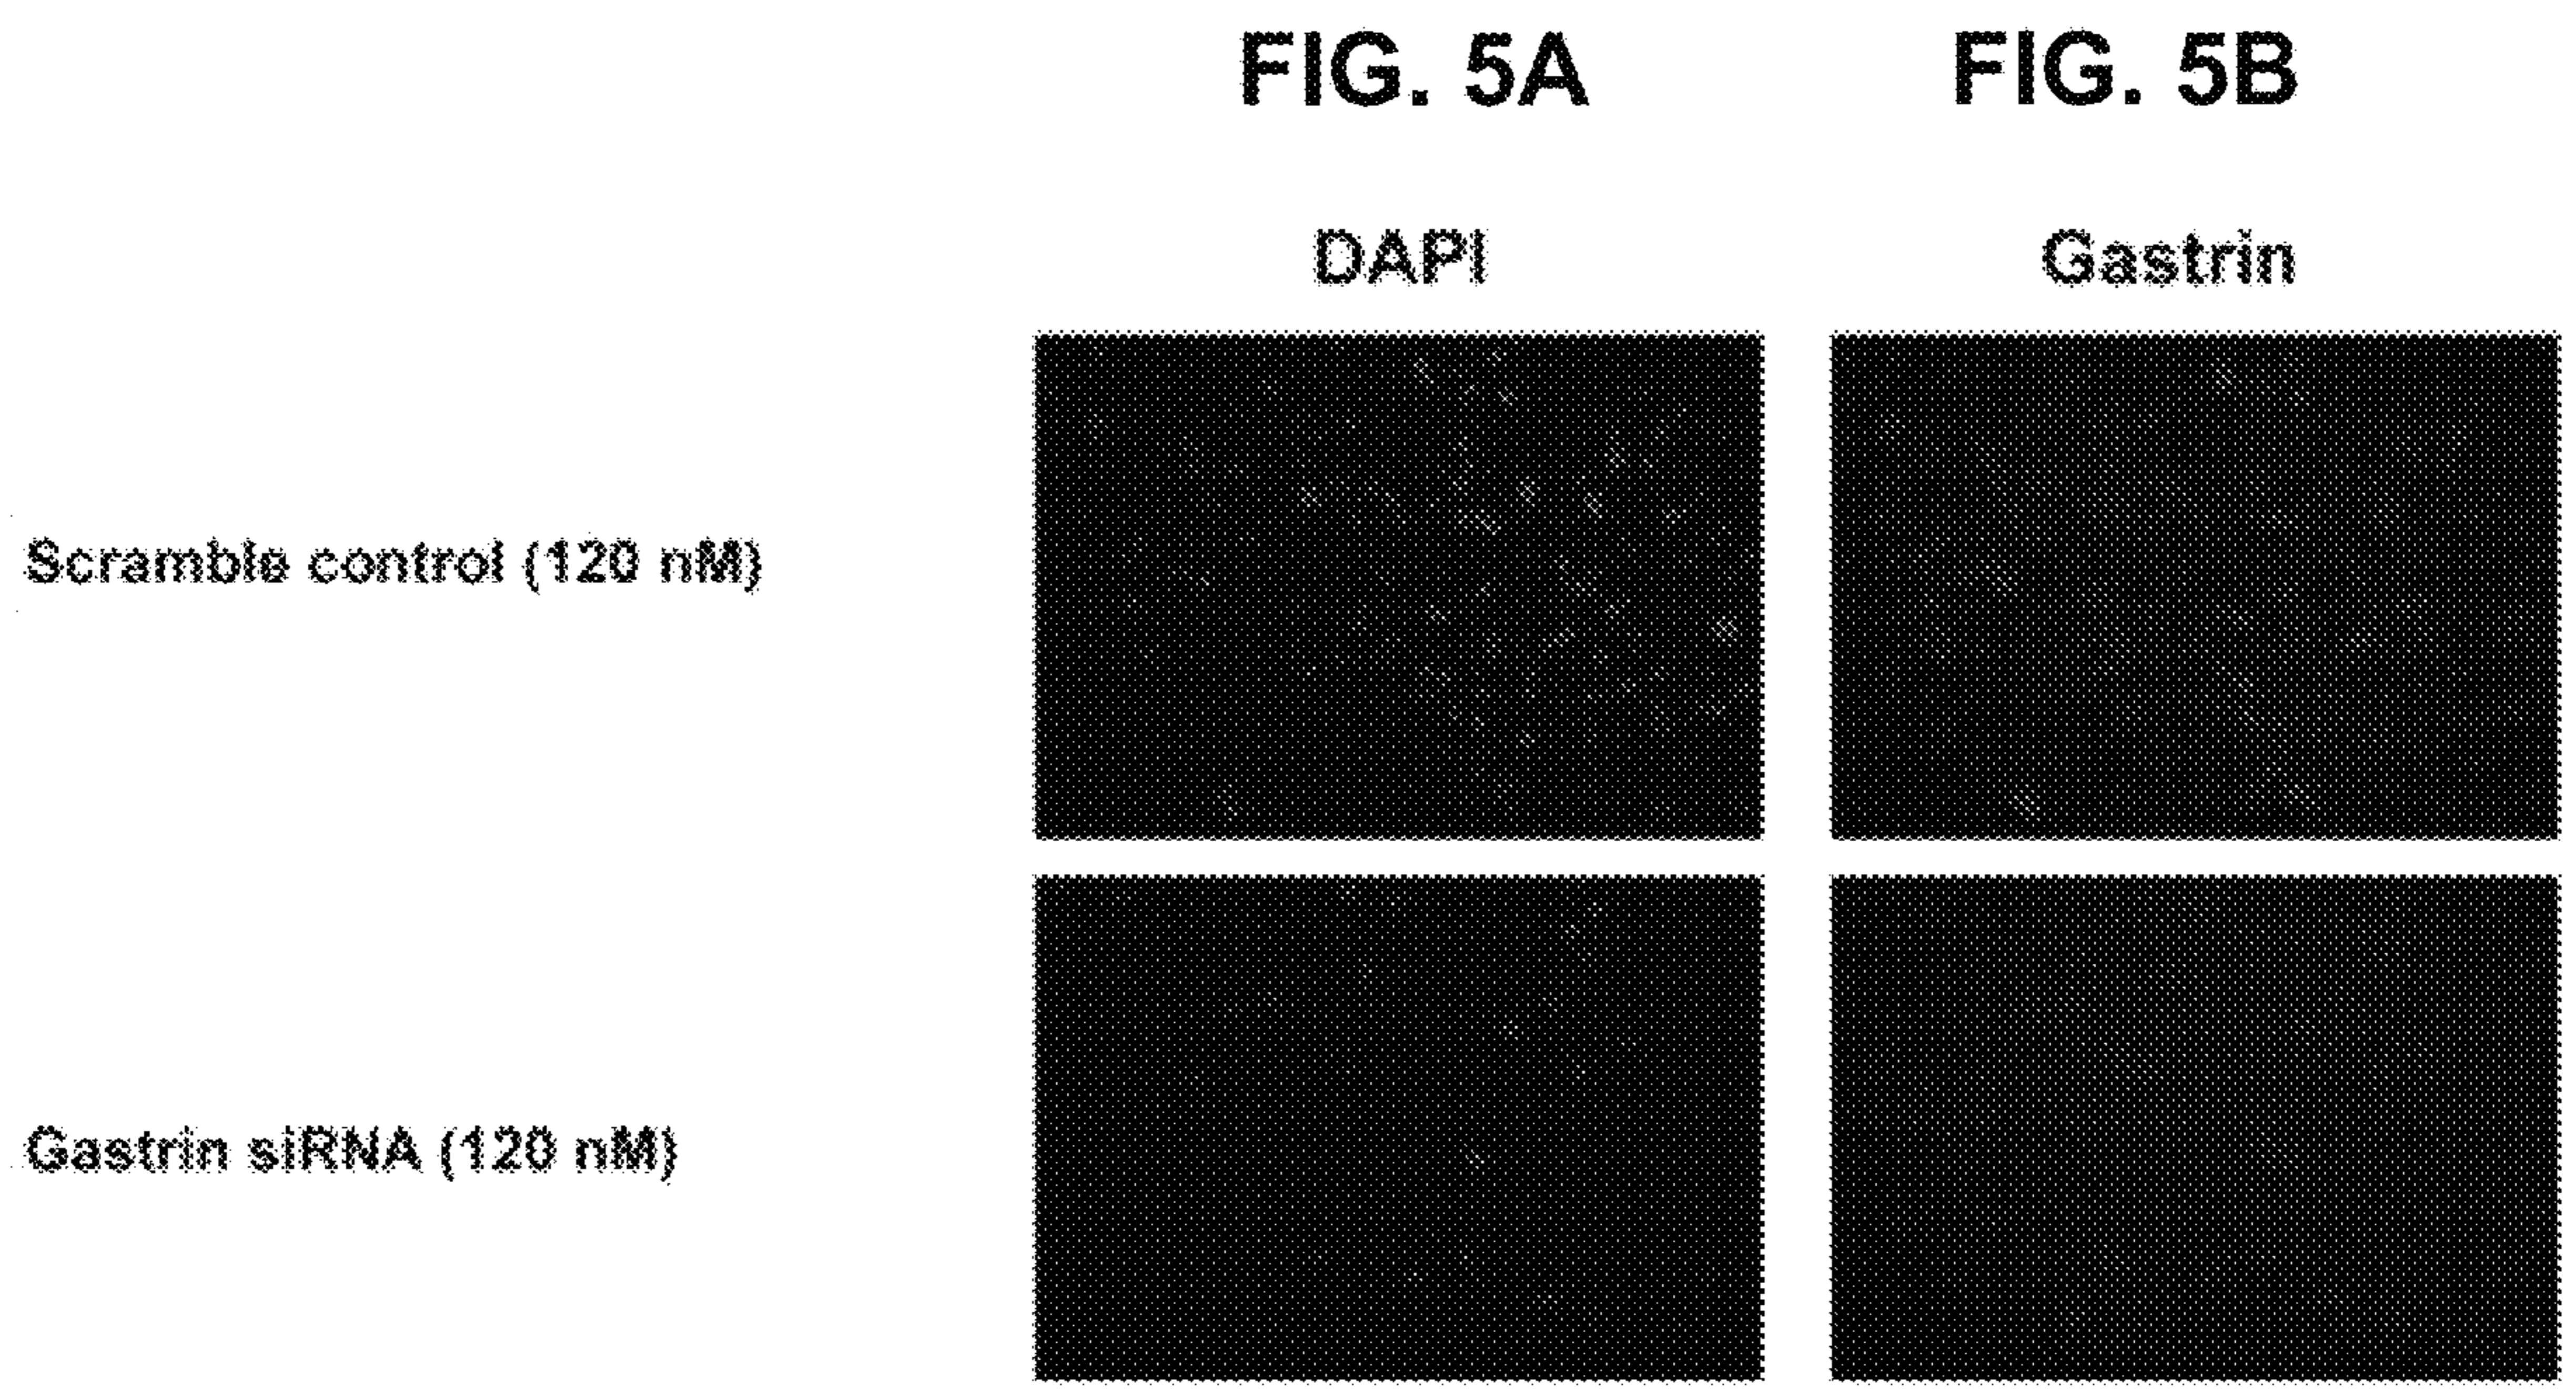 FIG. 5A FIG. 5B
DAPI Gastrin
Scramble control (120 nM)
Gastrin siRNA (120 nM)